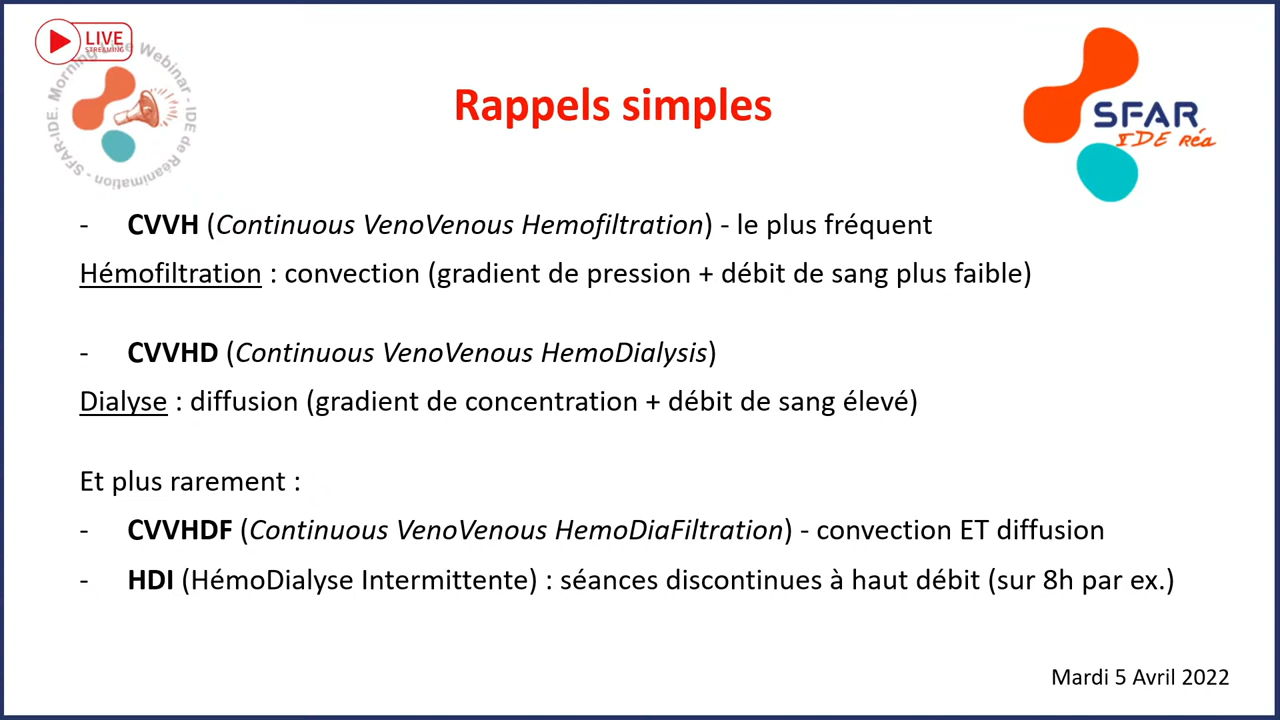 LIVE
STREAMING
SFAR-IDE. Morning Live Webinar - IDE de Réanimation -
Rappels simples
SFAR
IDE Réa
- CVVH (Continuous VenoVenous Hemofiltration) - le plus fréquent
Hémofiltration : convection (gradient de pression + débit de sang plus faible)
- CVVHD (Continuous VenoVenous HemoDialysis)
Dialyse : diffusion (gradient de concentration + débit de sang élevé)
Et plus rarement :
- CVVHDF (Continuous VenoVenous HemoDiaFiltration) - convection ET diffusion
- HDI (HémoDialyse Intermittente) : séances discontinues à haut débit (sur 8h par ex.)
Mardi 5 Avril 2022